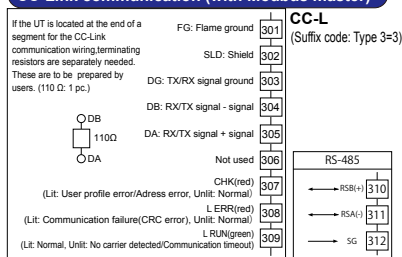 CC-Link communication (with Modbus master)
CC-L
(Suffix code: Type 3=3)
If the UT is located at the end of a
segment for the CC-Link
communication wiring,terminating
resistors are separately needed.
These are to be prepared by
users. (110 Ω: 1 pc.)
DB
110Ω
DA
FG: Flame ground 301
SLD: Shield 302
DG: TX/RX signal ground 303
DB: RX/TX signal - signal 304
DA: RX/TX signal + signal 305
Not used 306
CHK(red)
(Lit: User profile error/Adress error, Unlit: Normal) 307
L ERR(red)
(Lit: Communication failure(CRC error), Unlit: Normal) 308
L RUN(green)
(Lit: Normal, Unlit: No carrier detected/Communication timeout) 309
RS-485
RSB(+) 310
RSA(-) 311
SG 312